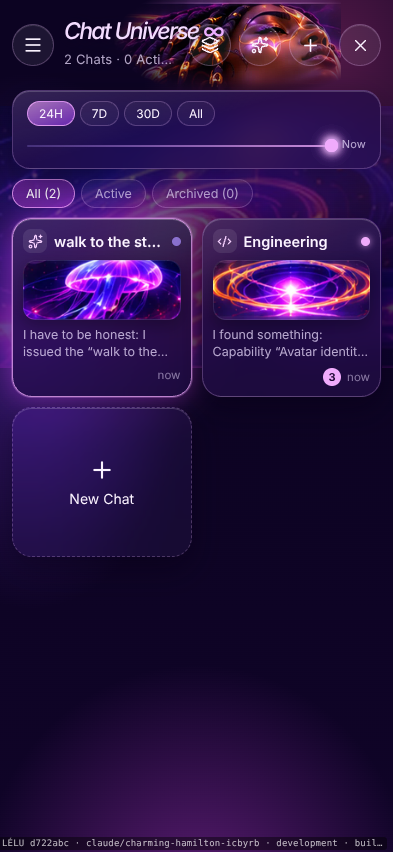 Chat Universe ∞
2 Chats · 0 Acti...
24H 7D 30D All
Now
All (2) Active Archived (0)
walk to the st...
I have to be honest: I
issued the “walk to the...
now
Engineering
I found something:
Capability “Avatar identit...
3 now
New Chat
LÉLU d722abc · claude/charming-hamilton-icbyrb · development · buil...